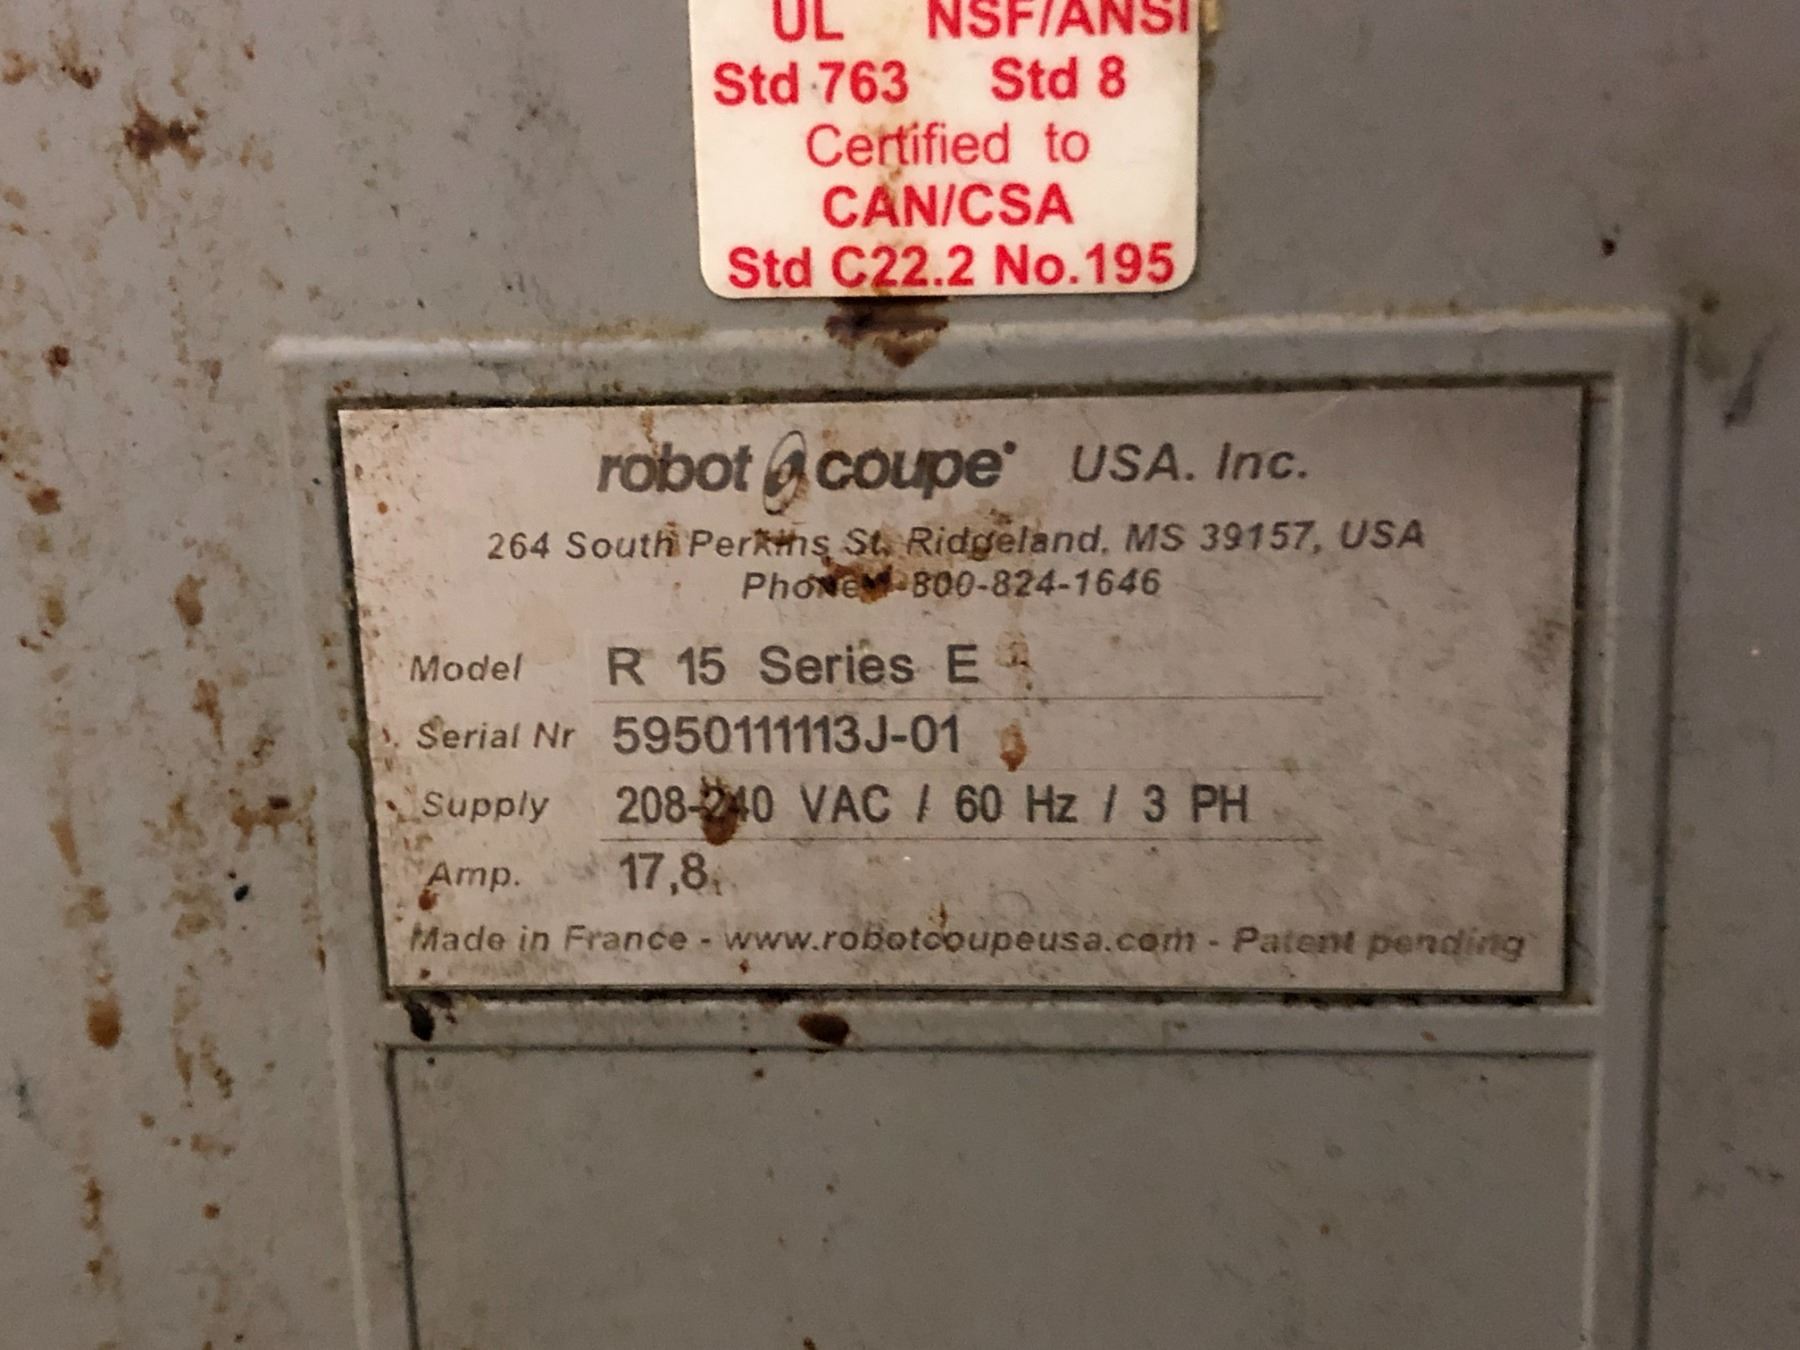 UL NSF/ANSI
Std 763 Std 8
Certified to
CAN/CSA
Std C22.2 No.195
robot coupe USA. Inc.
264 South Perkins St, Ridgeland, MS 39157, USA
Phone 1-800-824-1646
Model R 15 Series E
Serial Nr 5950111113J-01
Supply 208-240 VAC / 60 Hz / 3 PH
Amp. 17,8
Made in France - www.robotcoupeusa.com - Patent pending